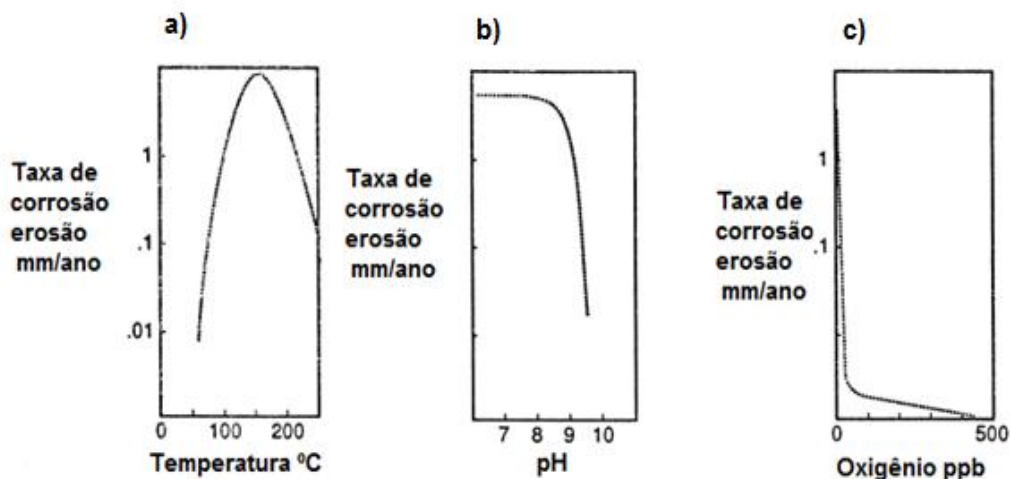 a)
Taxa de
corrosão
erosão
mm/ano
1
.1
.01
0
100
200
Temperatura ºC
b)
Taxa de
corrosão
erosão
mm/ano
7
8
9
10
pH
c)
Taxa de
corrosão
erosão
mm/ano
1
.1
0
500
Oxigênio ppb